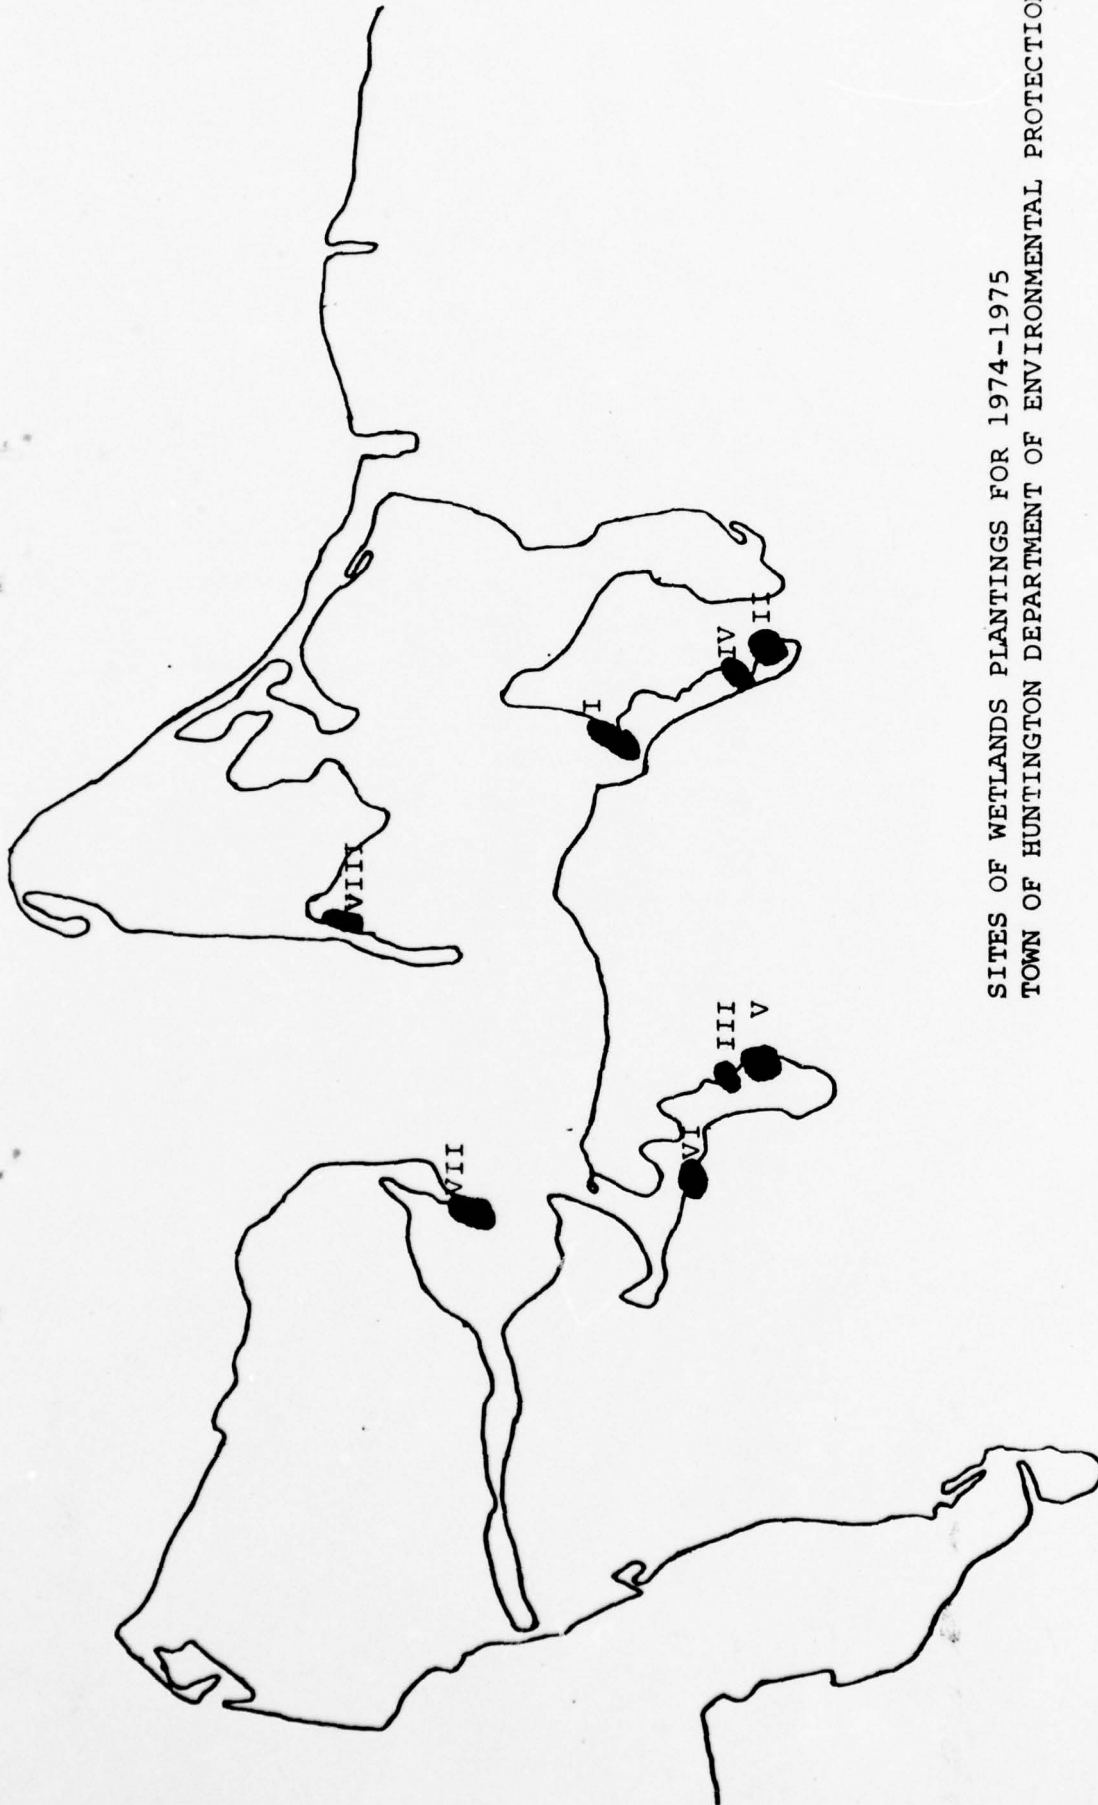 VIII
I
IV
II
VII
III
V
VI
SITES OF WETLANDS PLANTINGS FOR 1974-1975
TOWN OF HUNTINGTON DEPARTMENT OF ENVIRONMENTAL PROTECTION